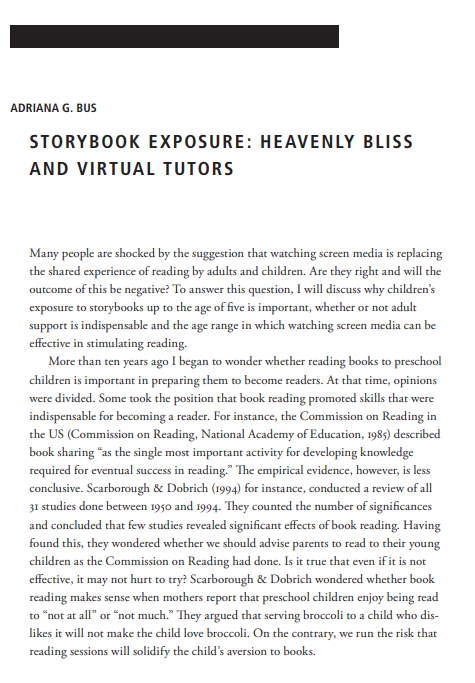 ADRIANA G. BUS
STORYBOOK EXPOSURE: HEAVENLY BLISS
AND VIRTUAL TUTORS
Many people are shocked by the suggestion that watching screen media is replacing
the shared experience of reading by adults and children. Are they right and will the
outcome of this be negative? To answer this question, I will discuss why children's
exposure to storybooks up to the age of five is important, whether or not adult
support is indispensable and the age range in which watching screen media can be
effective in stimulating reading.
More than ten years ago I began to wonder whether reading books to preschool
children is important in preparing them to become readers. At that time, opinions
were divided. Some took the position that book reading promoted skills that were
indispensable for becoming a reader. For instance, the Commission on Reading in
the US (Commission on Reading, National Academy of Education, 1985) described
book sharing “as the single most important activity for developing knowledge
required for eventual success in reading.” The empirical evidence, however, is less
conclusive. Scarborough & Dobrich (1994) for instance, conducted a review of all
31 studies done between 1950 and 1994. They counted the number of significances
and concluded that few studies revealed significant effects of book reading. Having
found this, they wondered whether we should advise parents to read to their young
children as the Commission on Reading had done. Is it true that even if it is not
effective, it may not hurt to try? Scarborough & Dobrich wondered whether book
reading makes sense when mothers report that preschool children enjoy being read
to “not at all” or “not much.” They argued that serving broccoli to a child who dis-
likes it will not make the child love broccoli. On the contrary, we run the risk that
reading sessions will solidify the child's aversion to books.